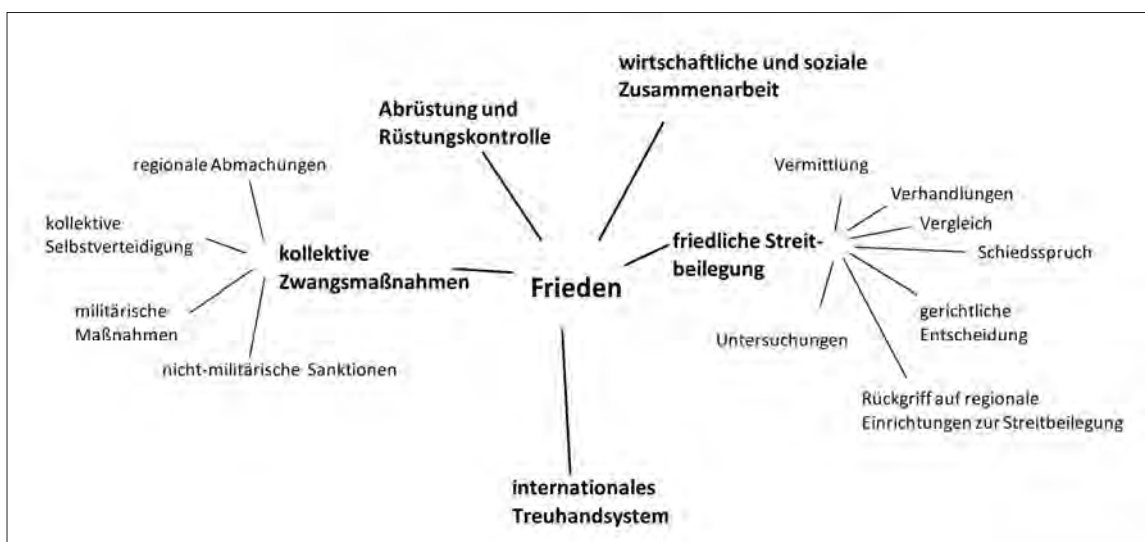 wirtschaftliche und soziale
Zusammenarbeit
Abrüstung und
Rüstungskontrolle
regionale Abmachungen
kollektive
Selbstverteidigung
kollektive
Zwangsmaßnahmen
militärische
Maßnahmen
nicht-militärische Sanktionen
Frieden
friedliche Streit-
beilegung
Vermittlung
Verhandlungen
Vergleich
Schiedsspruch
gerichtliche
Entscheidung
Untersuchungen
Rückgriff auf regionale
Einrichtungen zur Streitbeilegung
internationales
Treuhandsystem